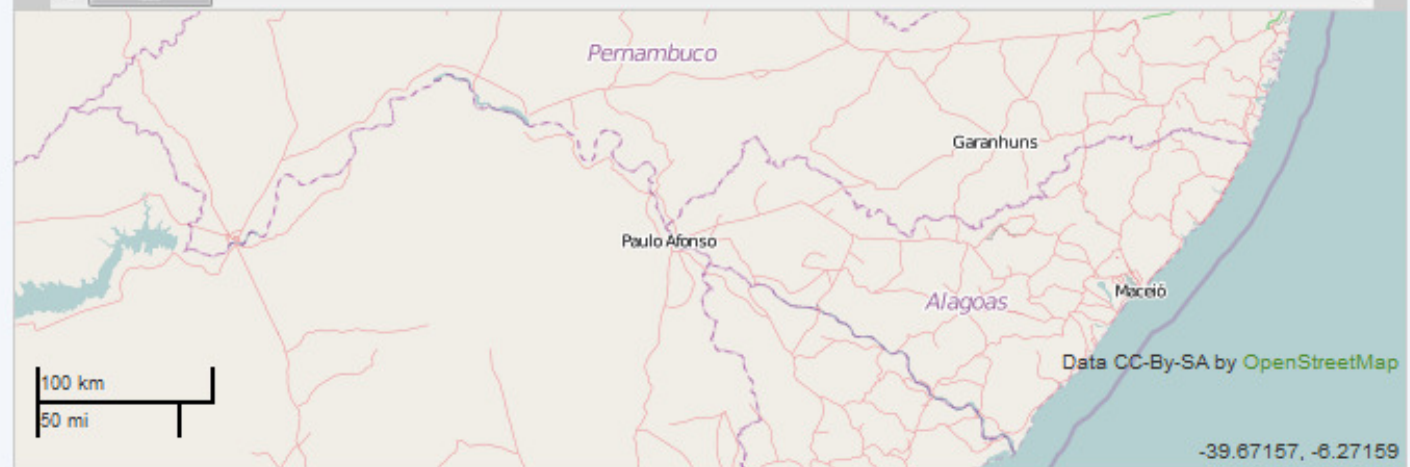 Pernambuco
Garanhuns
Paulo Afonso
Maceió
Alagoas
Data CC-By-SA by OpenStreetMap
100 km
50 mi
-39.67157, -6.27159